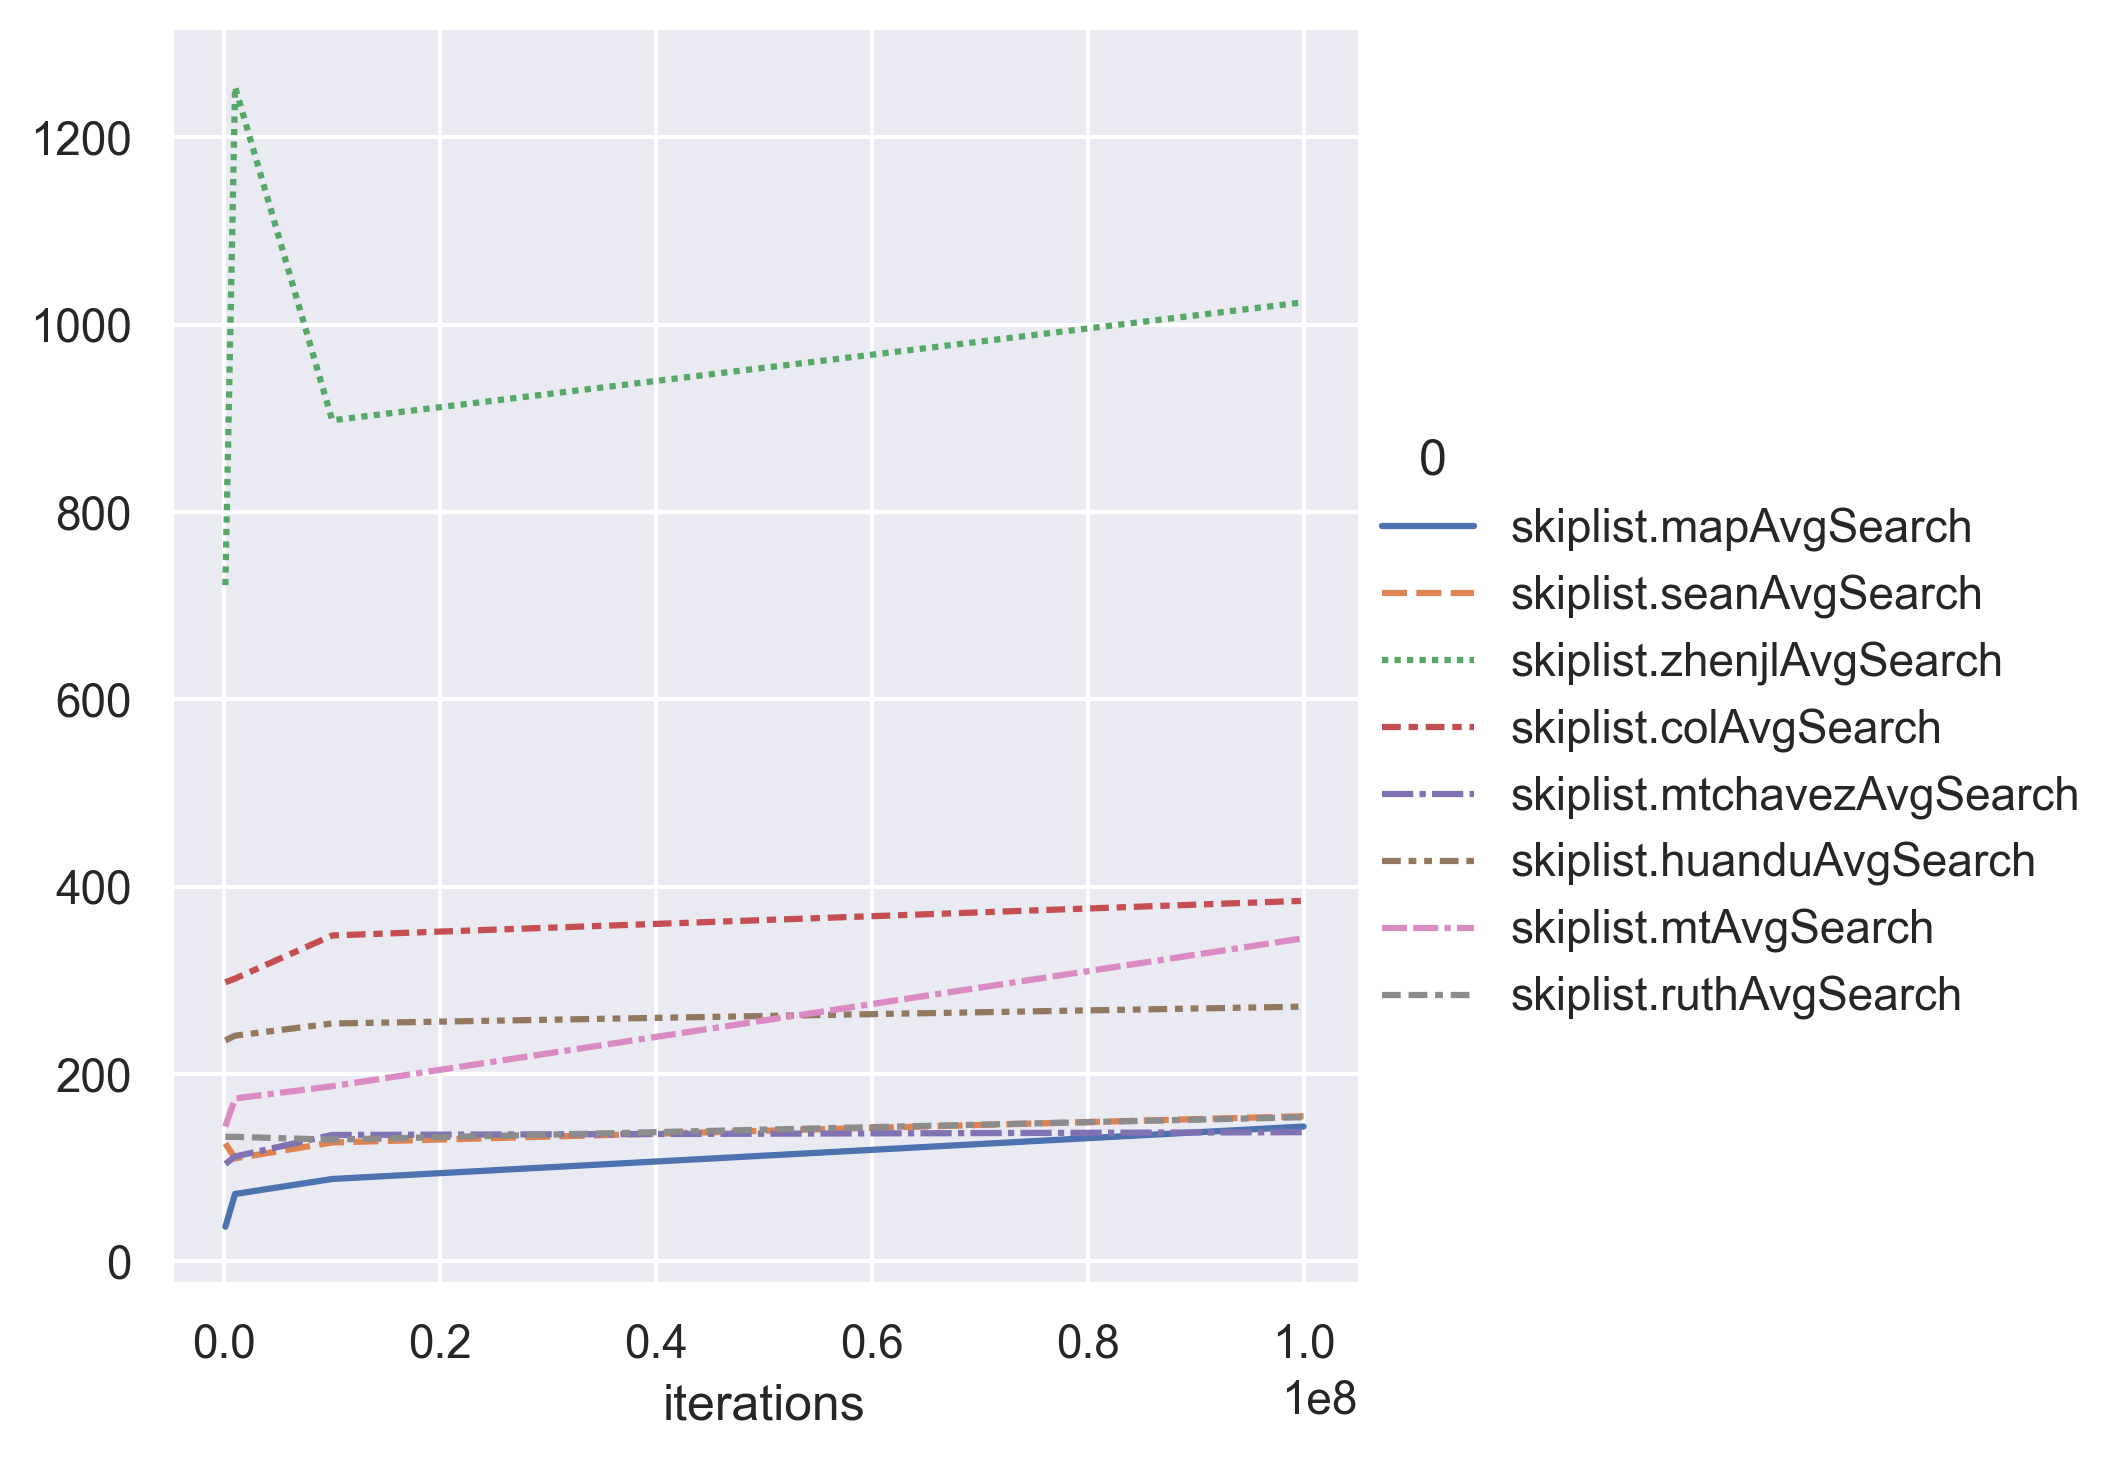 1200
1000
800
600
400
200
0
0.0 0.2 0.4 0.6 0.8 1.0
1e8
iterations
0
skiplist.mapAvgSearch
skiplist.seanAvgSearch
skiplist.zhenjlAvgSearch
skiplist.colAvgSearch
skiplist.mtchavezAvgSearch
skiplist.huanduAvgSearch
skiplist.mtAvgSearch
skiplist.ruthAvgSearch